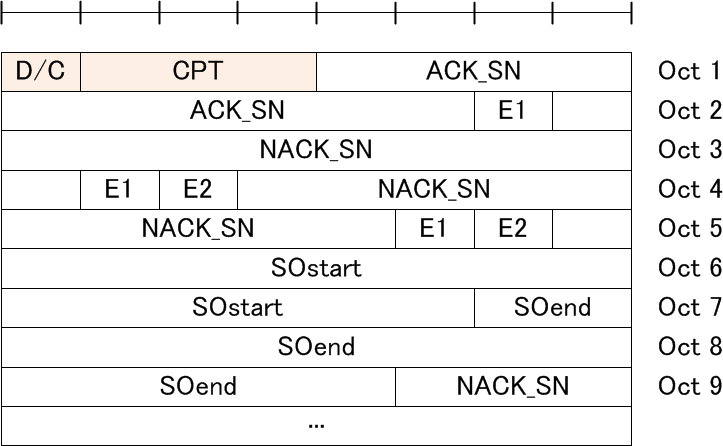 D/C CPT ACK_SN Oct 1
ACK_SN E1 Oct 2
NACK_SN Oct 3
E1 E2 NACK_SN Oct 4
NACK_SN E1 E2 Oct 5
SOstart Oct 6
SOstart SOend Oct 7
SOend Oct 8
SOend NACK_SN Oct 9
...